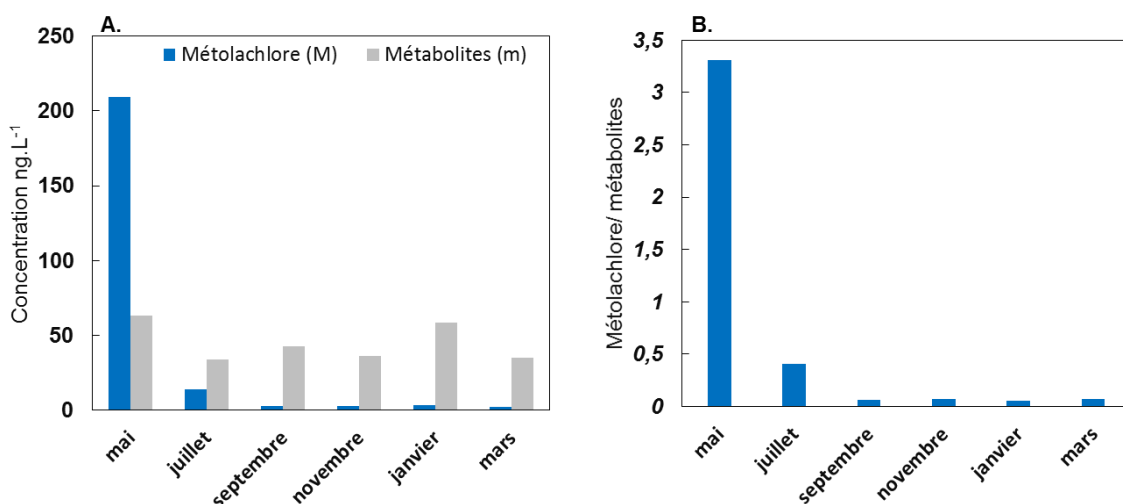 A.
Métolachlore (M) Métabolites (m)
Concentration ng.L-1
250
200
150
100
50
0
mai juillet septembre novembre janvier mars
B.
Métolachlore/ métabolites
3,5
3
2,5
2
1,5
1
0,5
0
mai juillet septembre novembre janvier mars